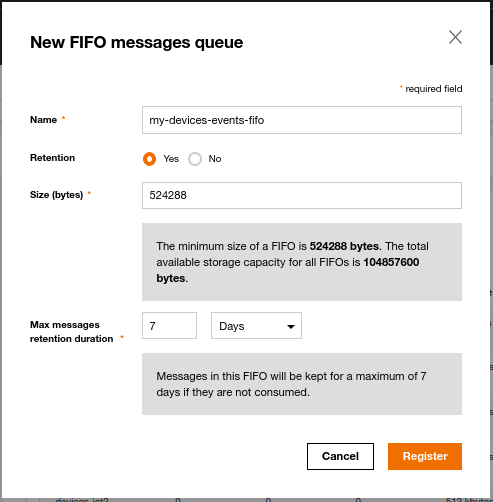 New FIFO messages queue
* required field
Name *
my-devices-events-fifo
Retention
Yes
No
Size (bytes) *
524288
The minimum size of a FIFO is 524288 bytes. The total
available storage capacity for all FIFOs is 104857600
bytes.
Max messages
retention duration *
7
Days
Messages in this FIFO will be kept for a maximum of 7
days if they are not consumed.
Cancel
Register